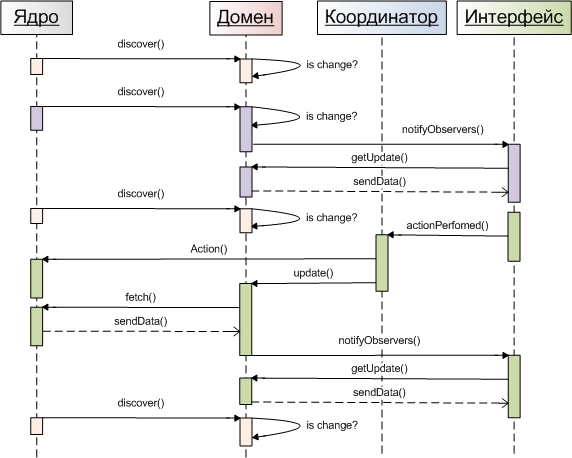 Ядро
Домен
Координатор
Интерфейс
discover()
is change?
discover()
is change?
notifyObservers()
getUpdate()
sendData()
discover()
is change?
actionPerfomed()
Action()
update()
fetch()
sendData()
notifyObservers()
getUpdate()
sendData()
discover()
is change?